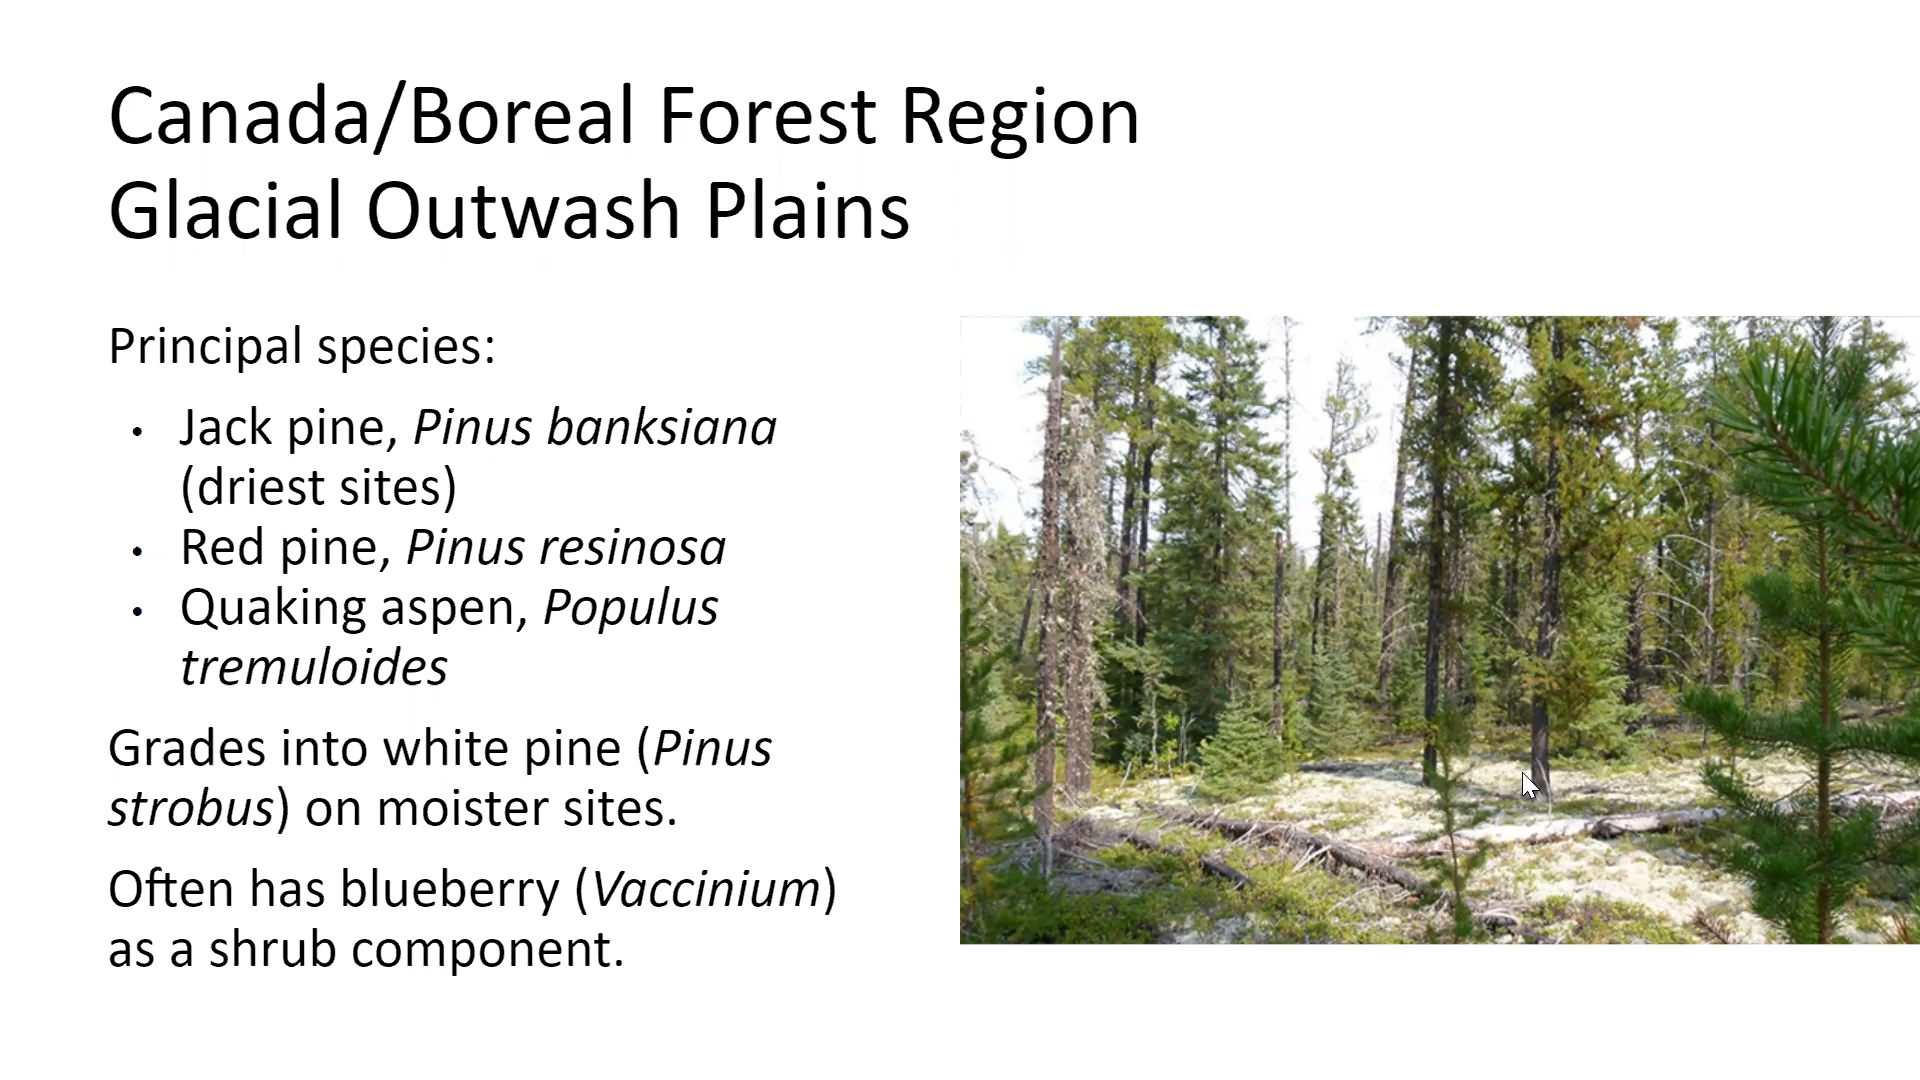 Canada/Boreal Forest Region
Glacial Outwash Plains
Principal species:
• Jack pine, Pinus banksiana
(driest sites)
• Red pine, Pinus resinosa
• Quaking aspen, Populus
tremuloides
Grades into white pine (Pinus
strobus) on moister sites.
Often has blueberry (Vaccinium)
as a shrub component.